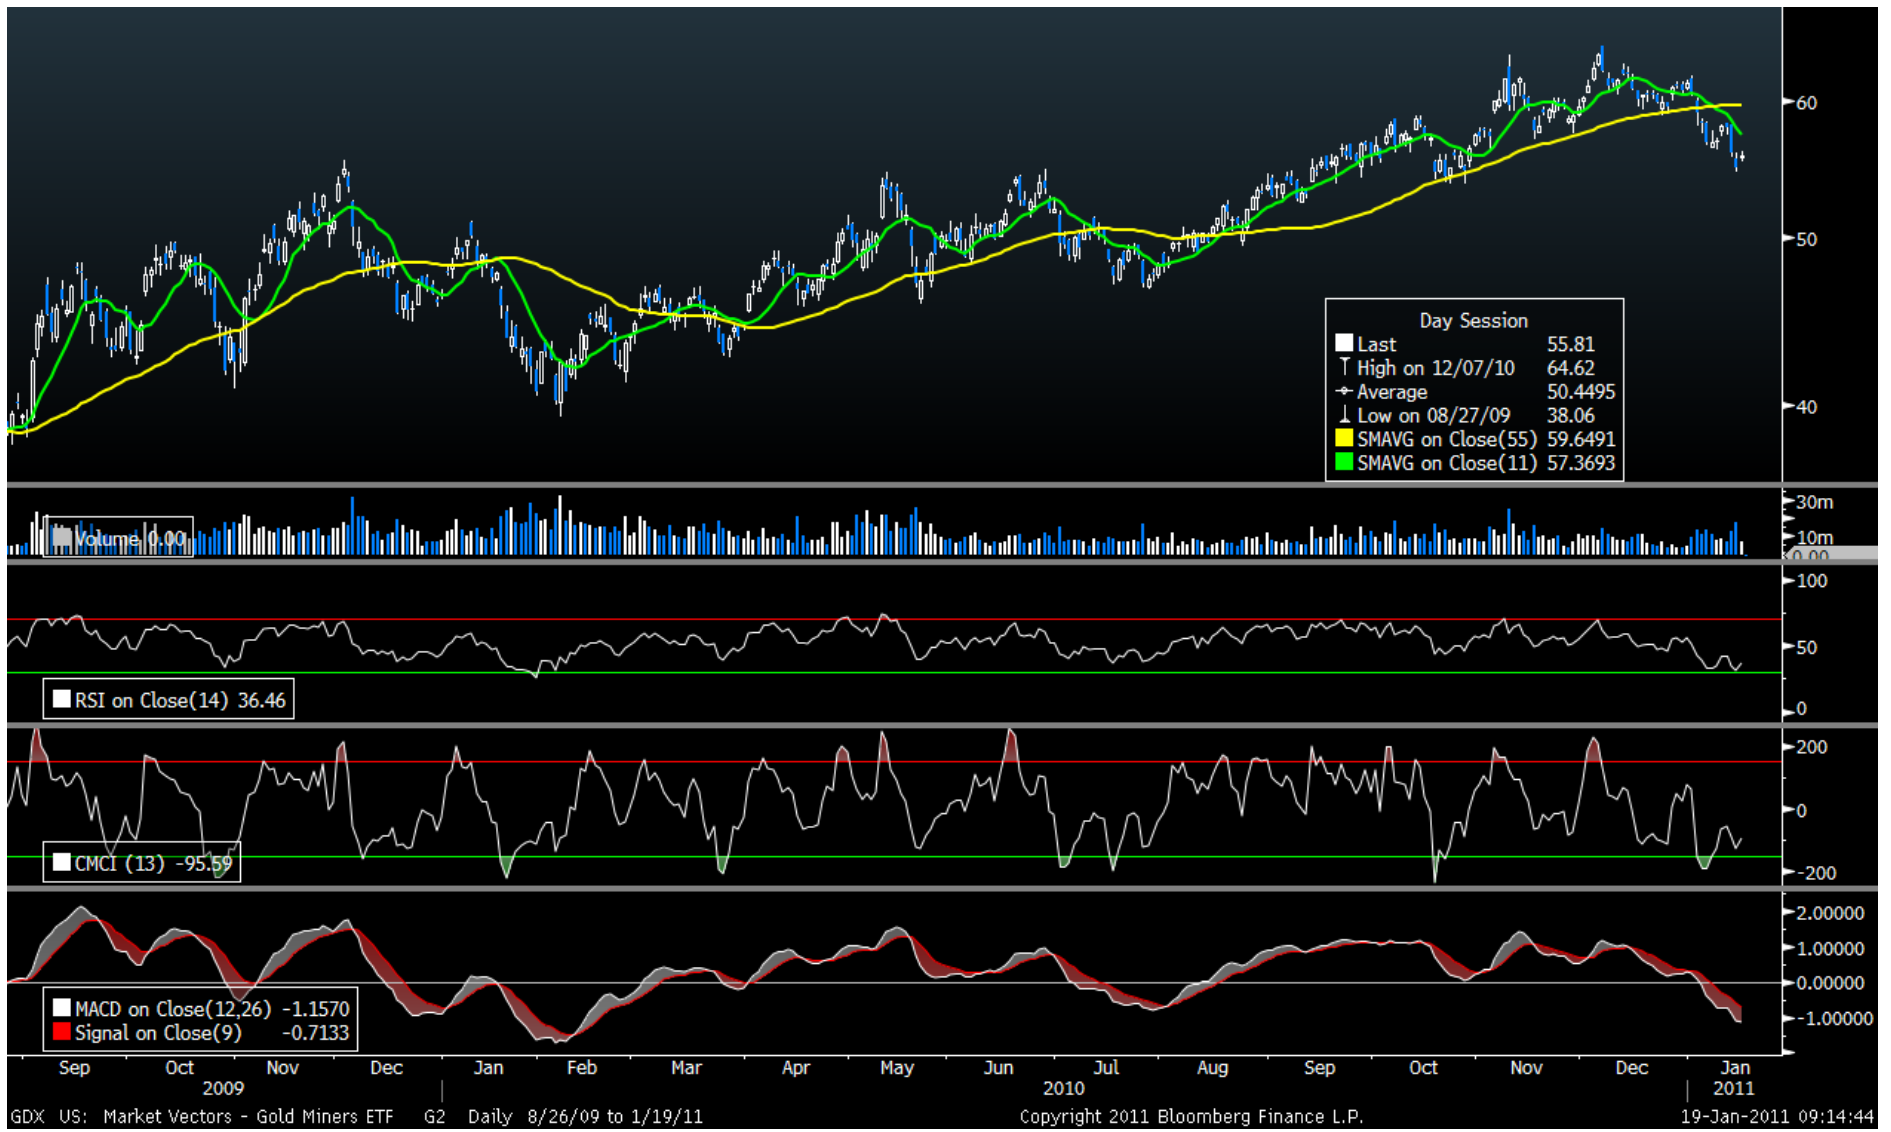 60
50
40
Day Session
Last 55.81
High on 12/07/10 64.62
Average 50.4495
Low on 08/27/09 38.06
SMAVG on Close(55) 59.6491
SMAVG on Close(11) 57.3693
30m
10m
0.00
Volume 0.00
100
50
0
RSI on Close(14) 36.46
200
0
-200
CMCI (13) -95.59
2.00000
1.00000
0.00000
-1.00000
MACD on Close(12,26) -1.1570
Signal on Close(9) -0.7133
Sep Oct Nov Dec Jan Feb Mar Apr May Jun Jul Aug Sep Oct Nov Dec Jan
2009 2010 2011
GDX US: Market Vectors - Gold Miners ETF G2 Daily 8/26/09 to 1/19/11 Copyright 2011 Bloomberg Finance L.P. 19-Jan-2011 09:14:44